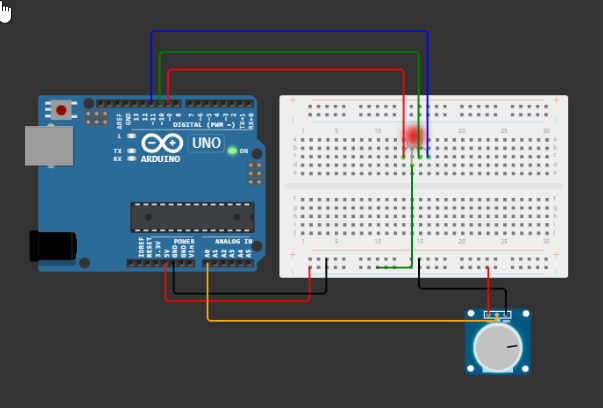 AREF
GND
13
12
~11
~10
~9
8
7
~6
~5
4
~3
2
TX→1
RX←0
DIGITAL (PWM ~)
L
TX
RX
UNO
ON
ARDUINO
IOREF
RESET
3.3V
5V
GND
GND
Vin
POWER
ANALOG IN
A0
A1
A2
A3
A4
A5
+
+
1 5 10 15 20 25 30
a a
b b
c c
d d
e e
f f
g g
h h
i i
j j
1 5 10 15 20 25 30
+
+